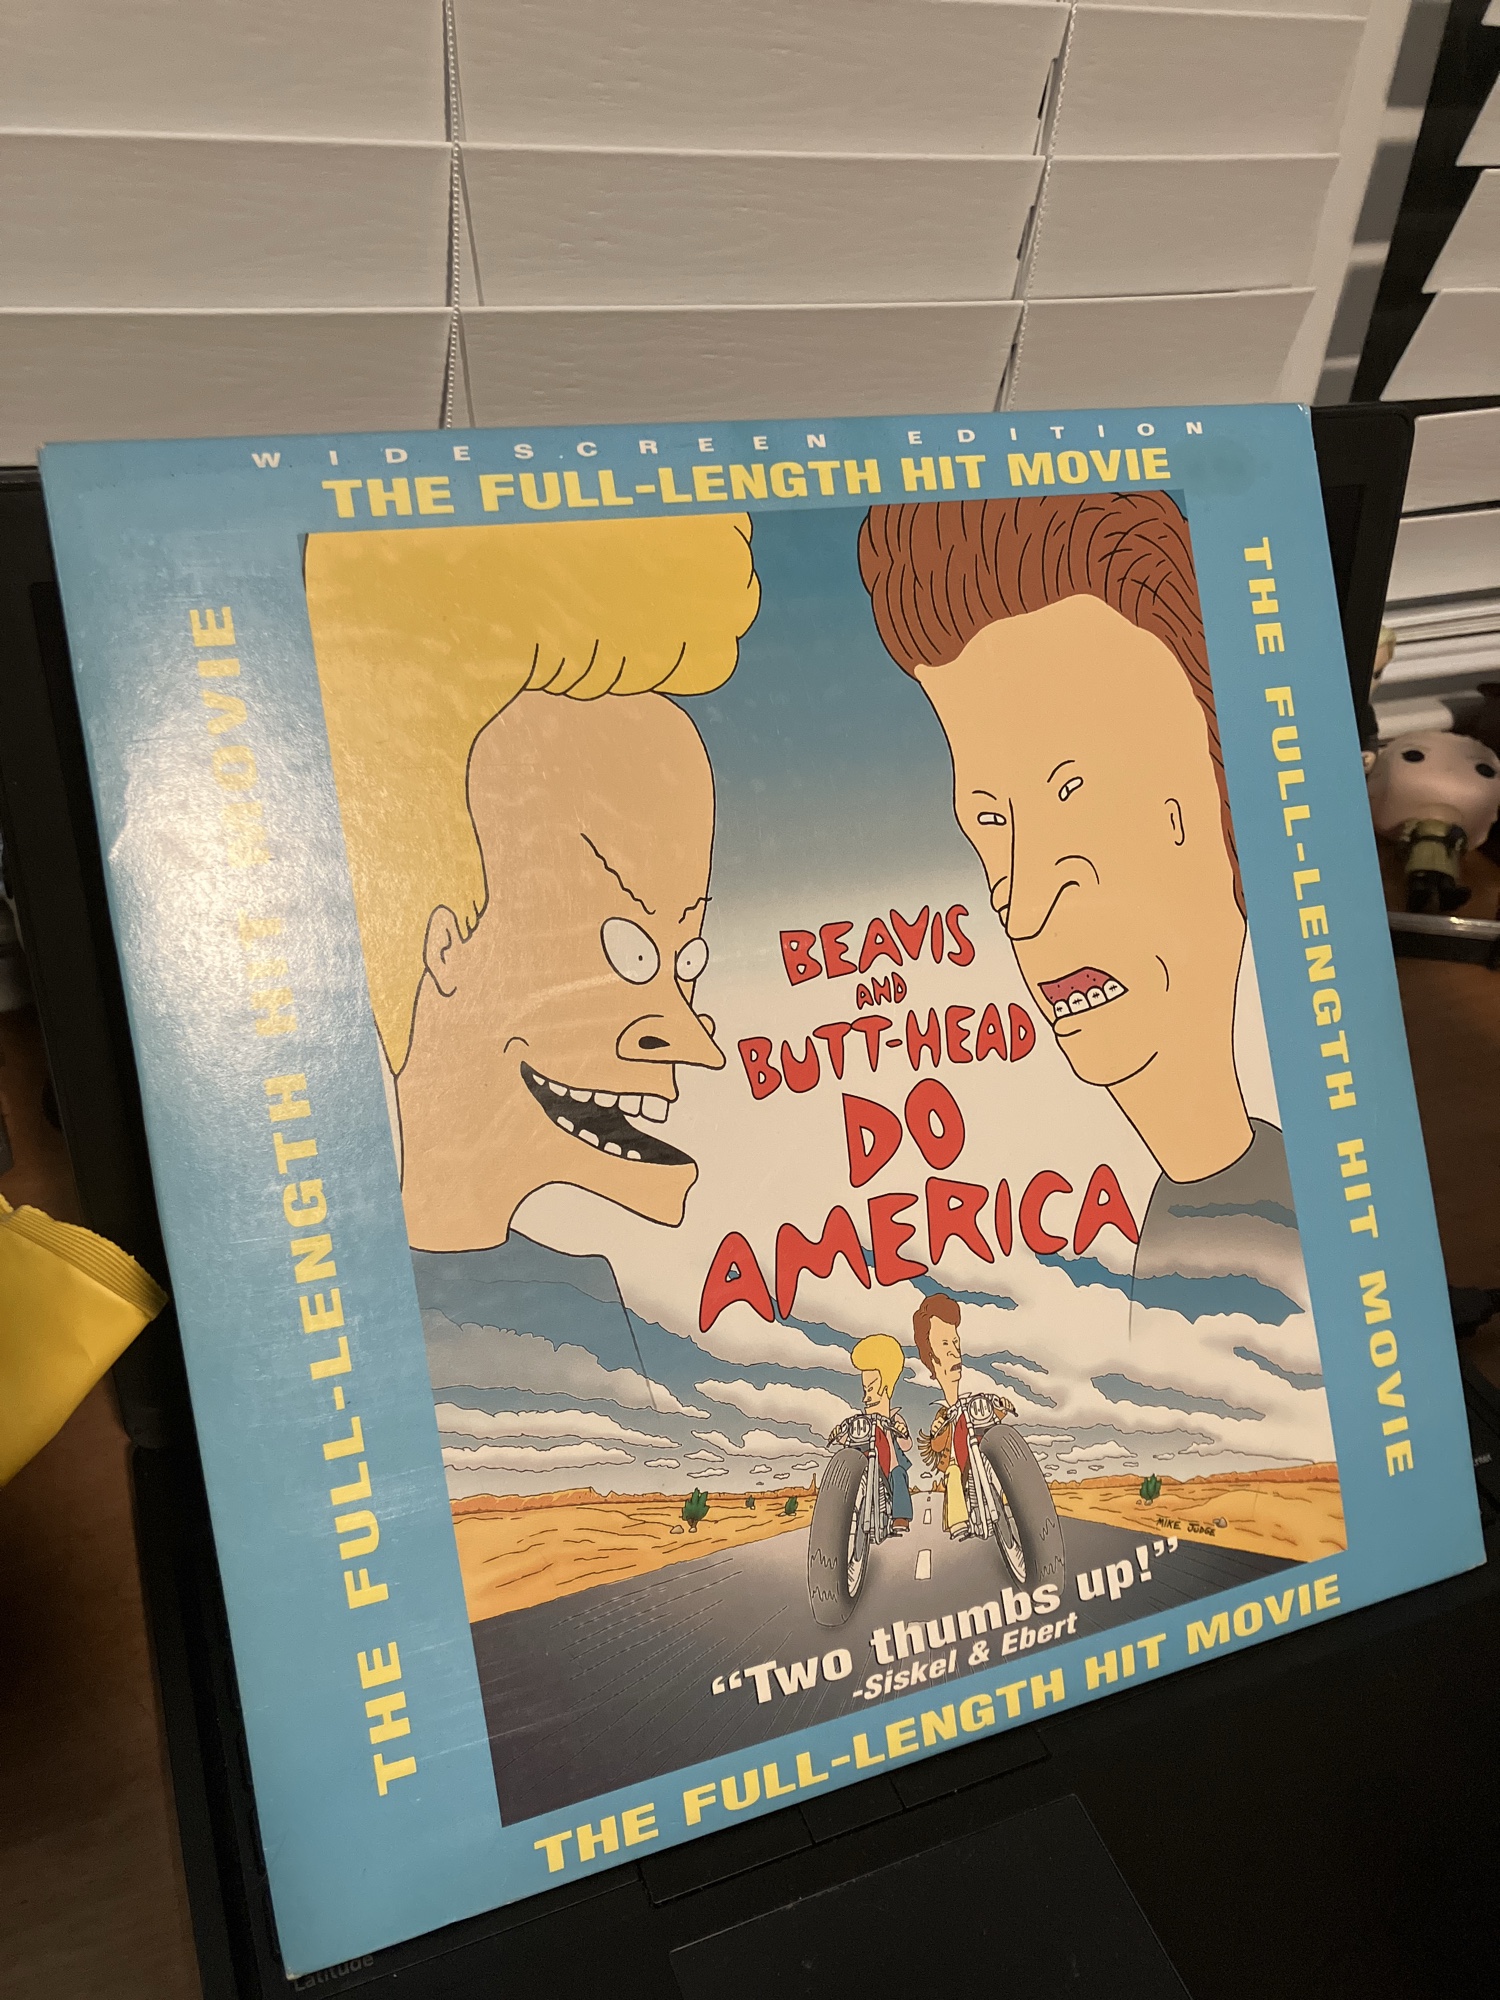 WIDESCREEN EDITION
THE FULL-LENGTH HIT MOVIE
THE FULL-LENGTH HIT MOVIE
THE FULL-LENGTH HIT MOVIE
BEAVIS
AND
BUTT-HEAD
DO
AMERICA
MIKE JUDGE
“Two thumbs up!”
-Siskel & Ebert
THE FULL-LENGTH HIT MOVIE
Latitude